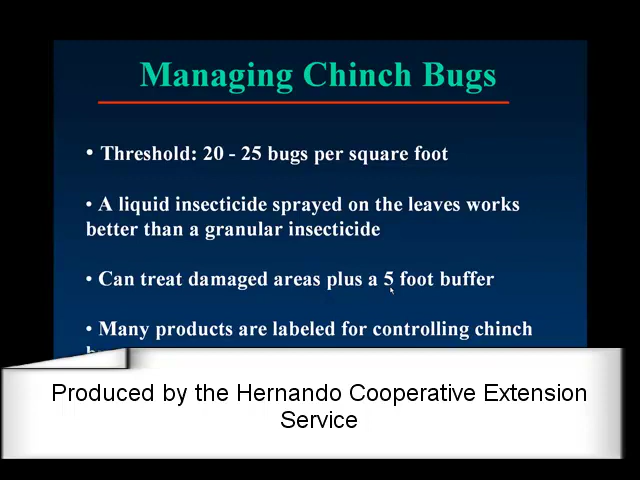 Managing Chinch Bugs
• Threshold: 20 - 25 bugs per square foot
• A liquid insecticide sprayed on the leaves works
better than a granular insecticide
• Can treat damaged areas plus a 5 foot buffer
• Many products are labeled for controlling chinch
Produced by the Hernando Cooperative Extension
Service